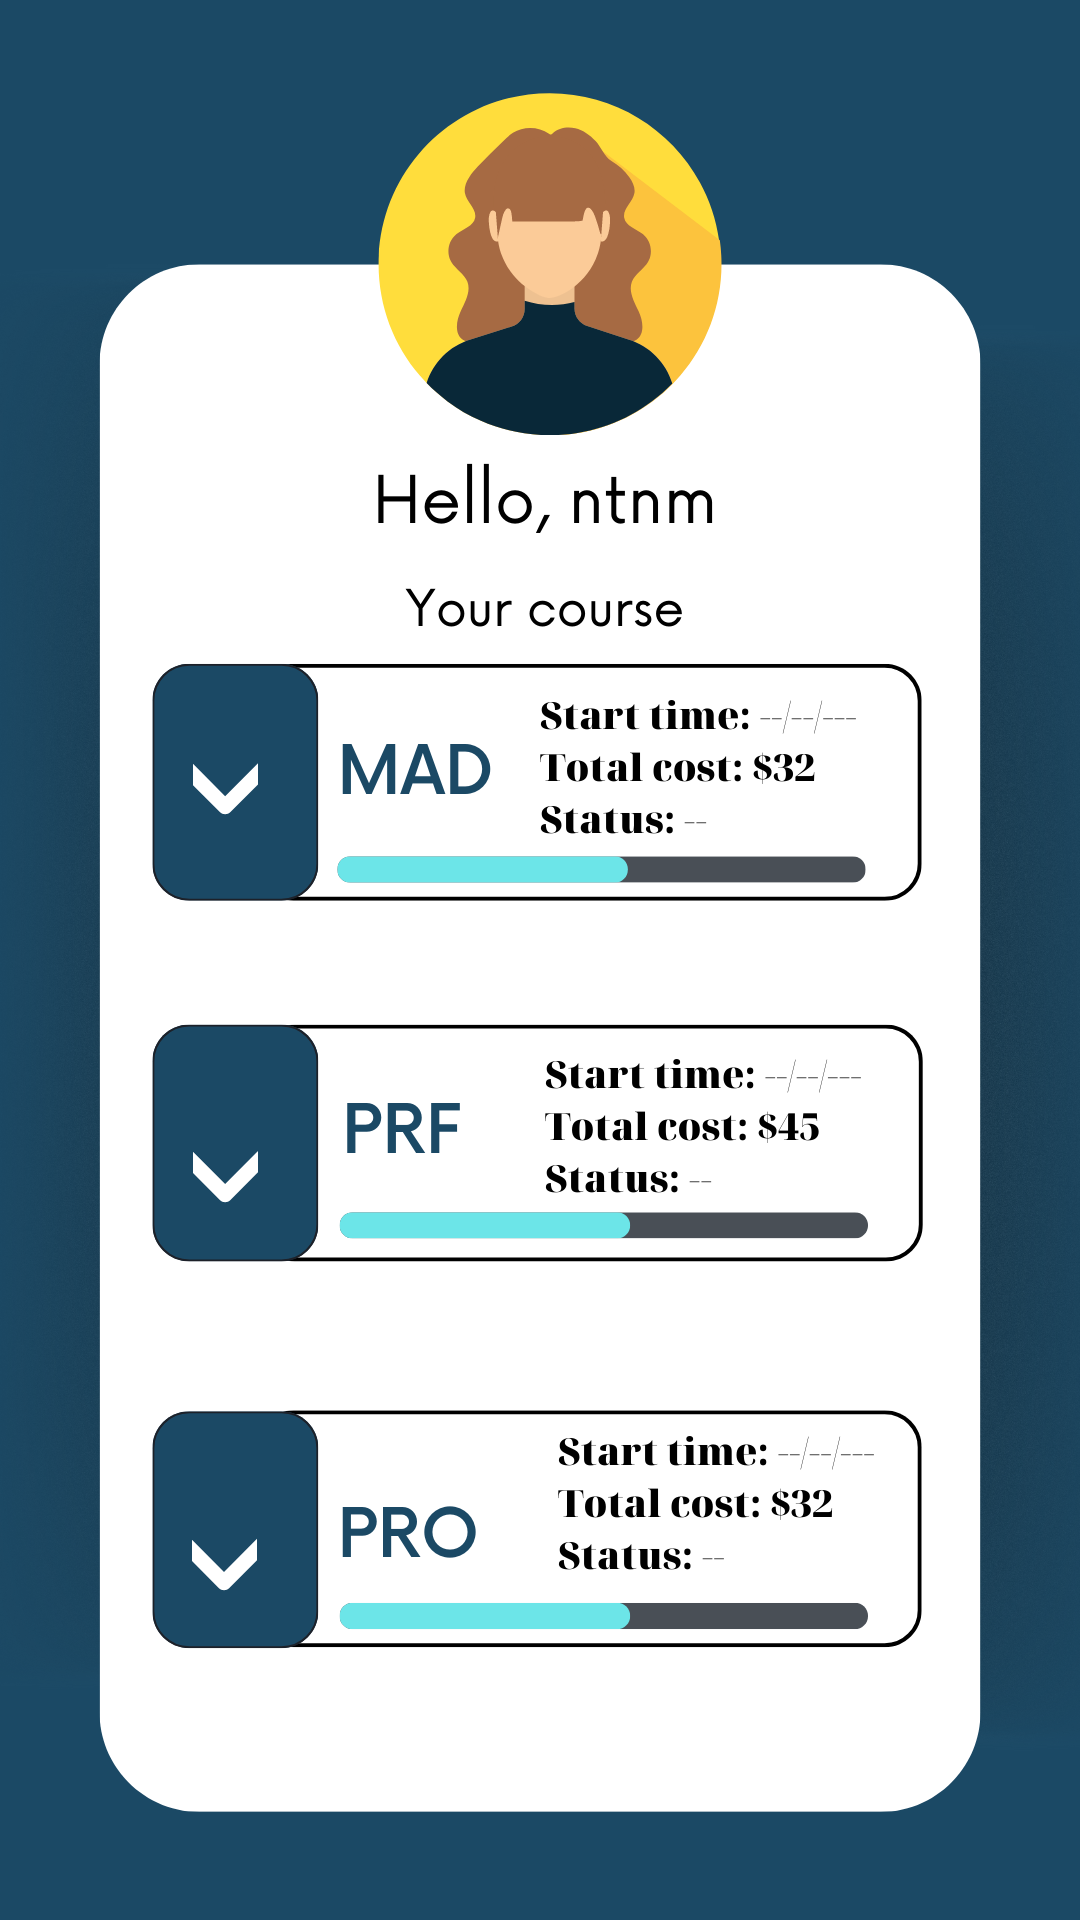 Hello, ntnm
Your course
MAD
Start time: --/--/---
Total cost: $32
Status: --
PRF
Start time: --/--/---
Total cost: $45
Status: --
PRO
Start time: --/--/---
Total cost: $32
Status: --